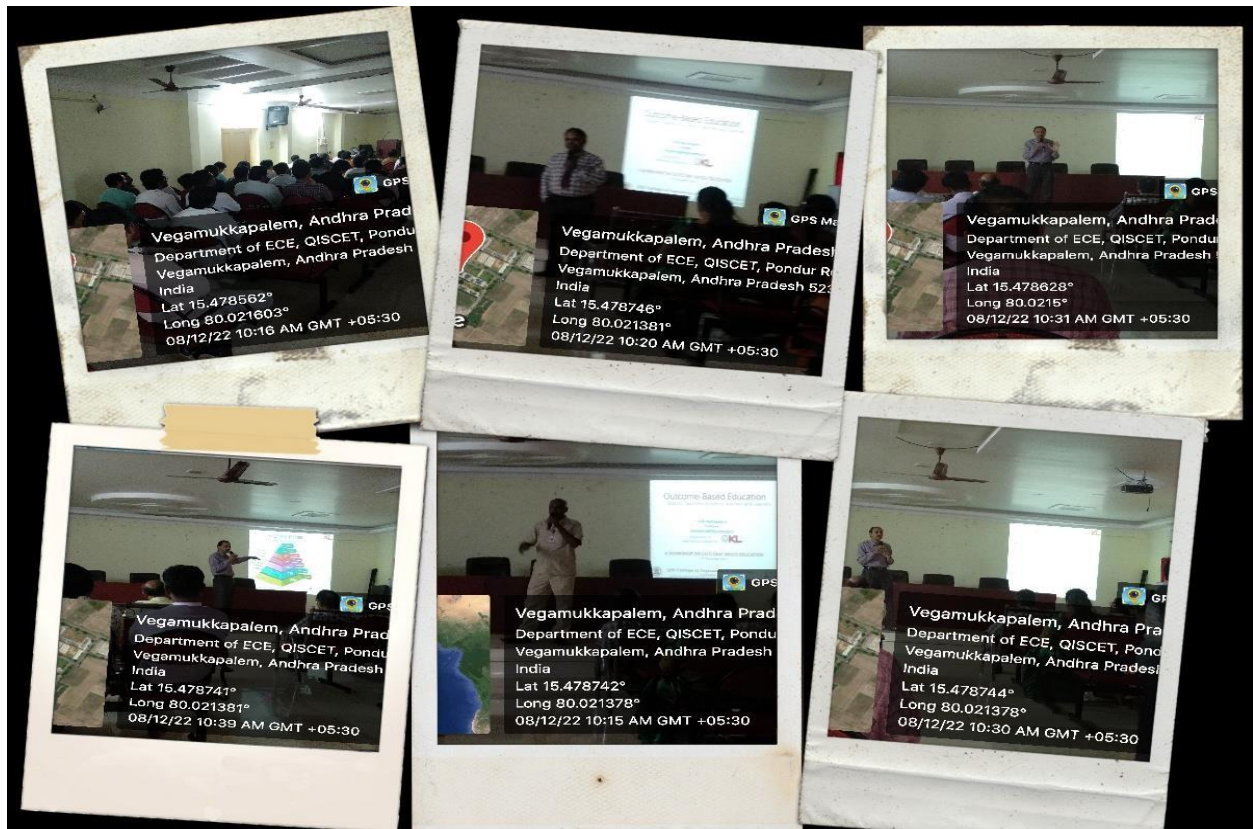 GPS
Vegamukkapalem, Andhra Prad
Department of ECE, QISCET, Pondu
Vegamukkapalem, Andhra Pradesh
India
Lat 15.478562°
Long 80.021603°
08/12/22 10:16 AM GMT +05:30
Outcome-Based Education
GPS Ma
Vegamukkapalem, Andhra Pradesh
Department of ECE, QISCET, Pondur R
Vegamukkapalem, Andhra Pradesh 523
India
Lat 15.478746°
Long 80.021381°
08/12/22 10:20 AM GMT +05:30
GPS
Vegamukkapalem, Andhra Prad
Department of ECE, QISCET, Pondu
Vegamukkapalem, Andhra Pradesh
India
Lat 15.478628°
Long 80.0215°
08/12/22 10:31 AM GMT +05:30
GPS
Vegamukkapalem, Andhra Prad
Department of ECE, QISCET, Pondu
Vegamukkapalem, Andhra Pradesh
India
Lat 15.478741°
Long 80.021381°
08/12/22 10:39 AM GMT +05:30
Outcome-Based Education
KL
A WORKSHOP ON OUTCOME BASED EDUCATION
GPS
Vegamukkapalem, Andhra Prad
Department of ECE, QISCET, Pondu
Vegamukkapalem, Andhra Pradesh
India
Lat 15.478742°
Long 80.021378°
08/12/22 10:15 AM GMT +05:30
Vegamukkapalem, Andhra Pra
Department of ECE, QISCET, Pond
Vegamukkapalem, Andhra Pradesh
India
Lat 15.478744°
Long 80.021378°
08/12/22 10:30 AM GMT +05:30